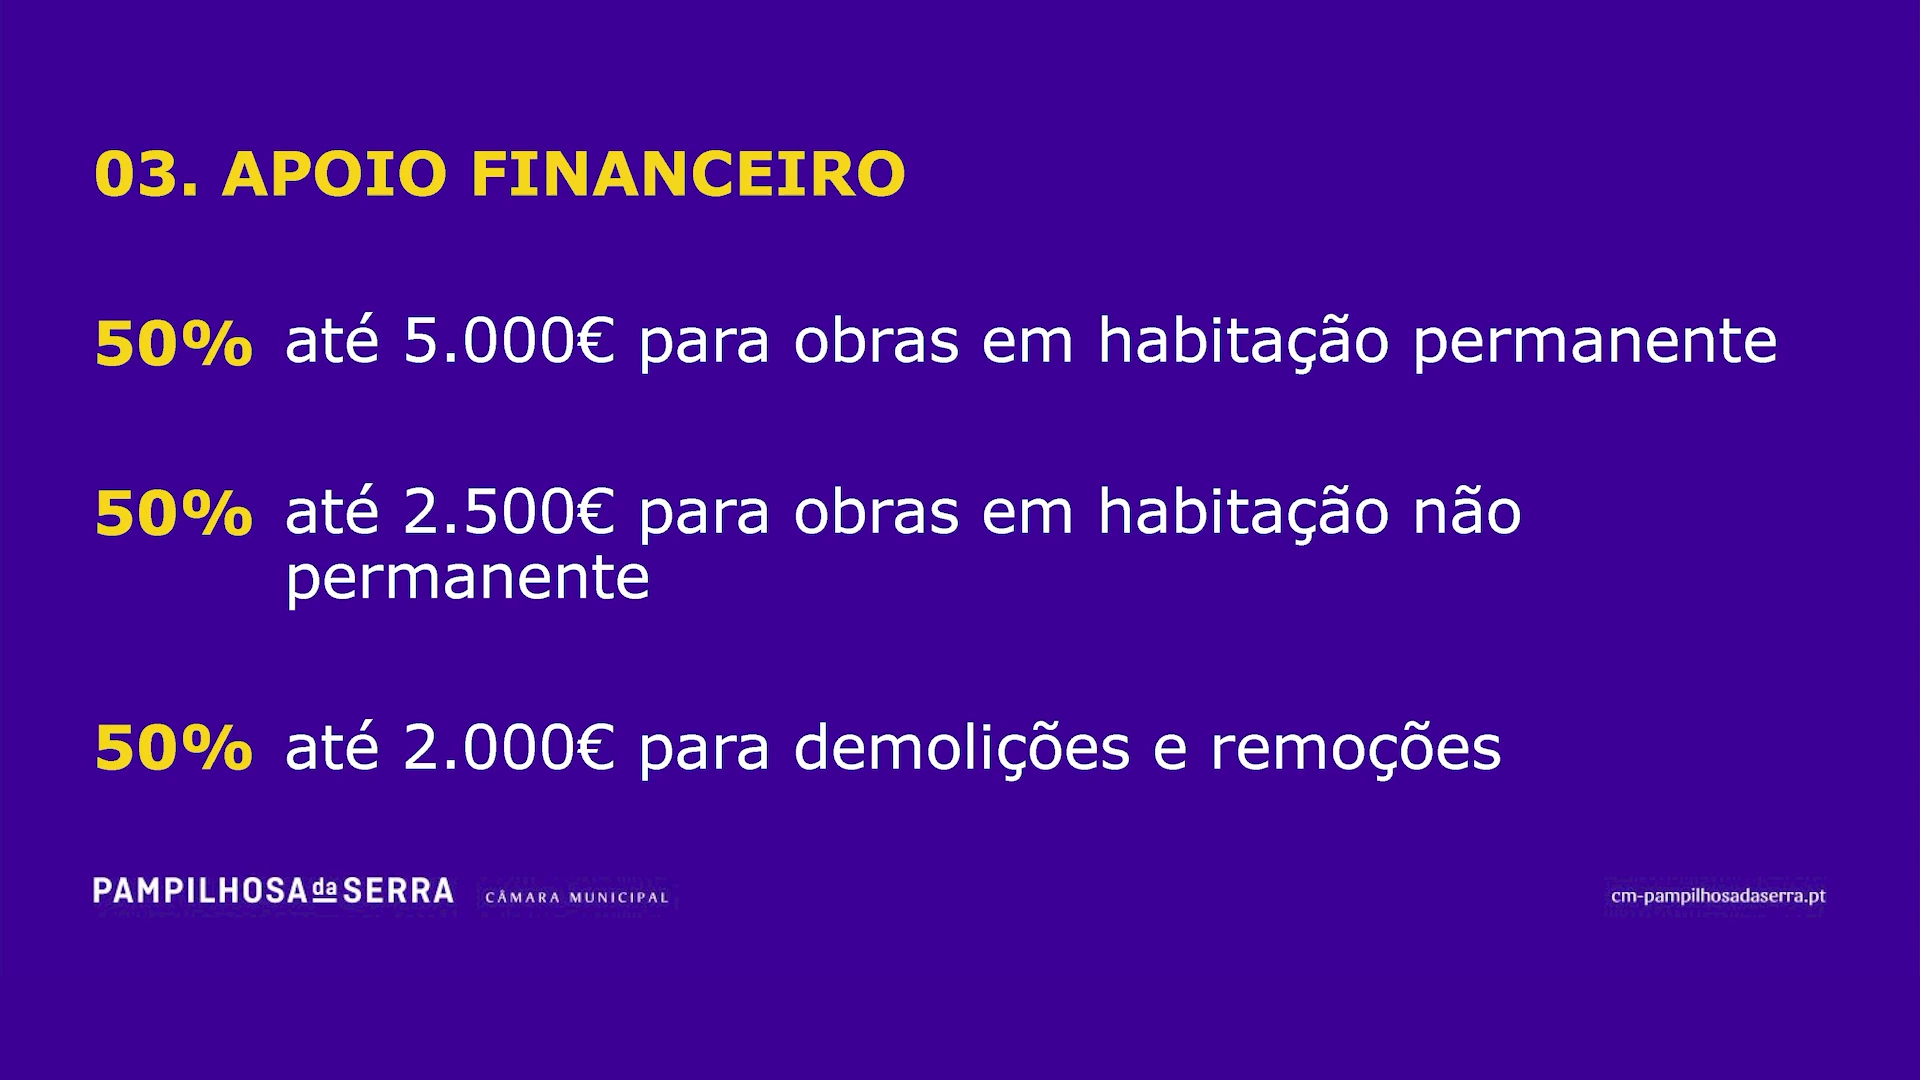 03. APOIO FINANCEIRO
50% até 5.000€ para obras em habitação permanente
50% até 2.500€ para obras em habitação não
permanente
50% até 2.000€ para demolições e remoções
PAMPILHOSA da SERRA CÂMARA MUNICIPAL
cm-pampilhosadaserra.pt